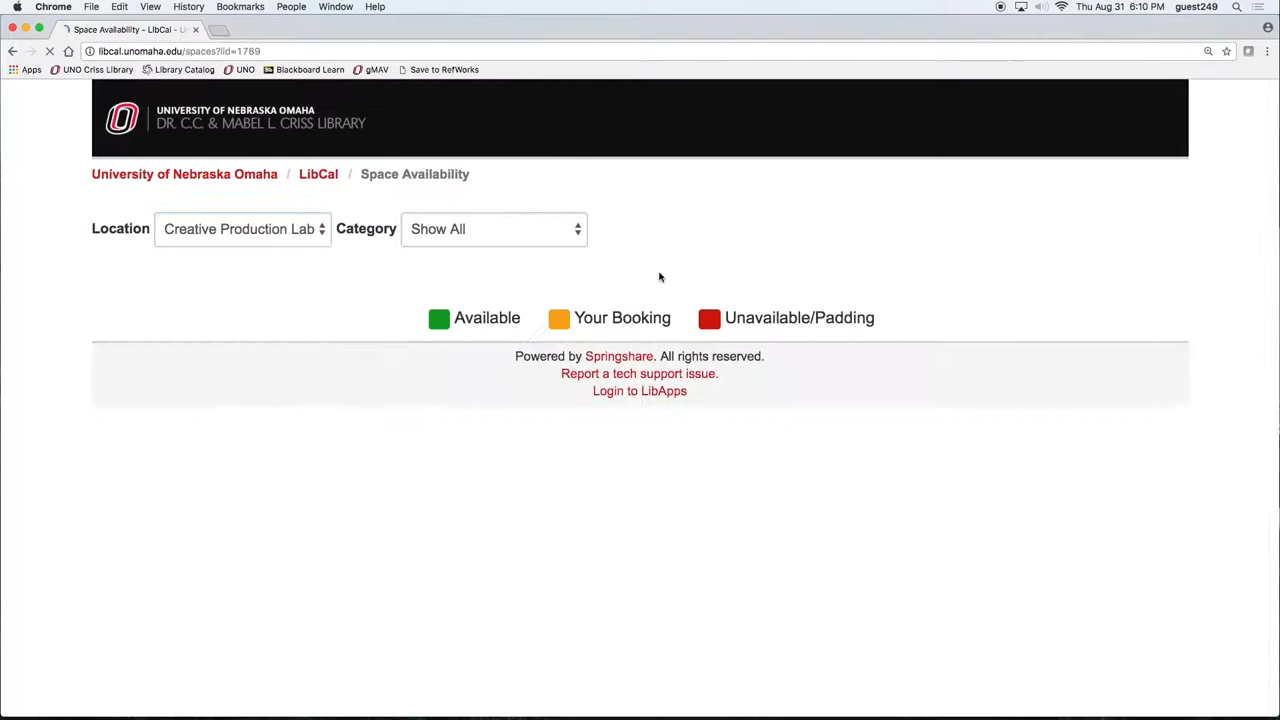 Chrome File Edit View History Bookmarks People Window Help Thu Aug 31 6:10 PM guest249
Space Availability - LibCal - U
libcal.unomaha.edu/spaces?lid=1789
Apps UNO Criss Library Library Catalog UNO Blackboard Learn gMAV Save to RefWorks
UNIVERSITY OF NEBRASKA OMAHA
DR. C.C. & MABEL L. CRISS LIBRARY
University of Nebraska Omaha / LibCal / Space Availability
Location Creative Production Lab Category Show All
Available Your Booking Unavailable/Padding
Powered by Springshare. All rights reserved.
Report a tech support issue.
Login to LibApps